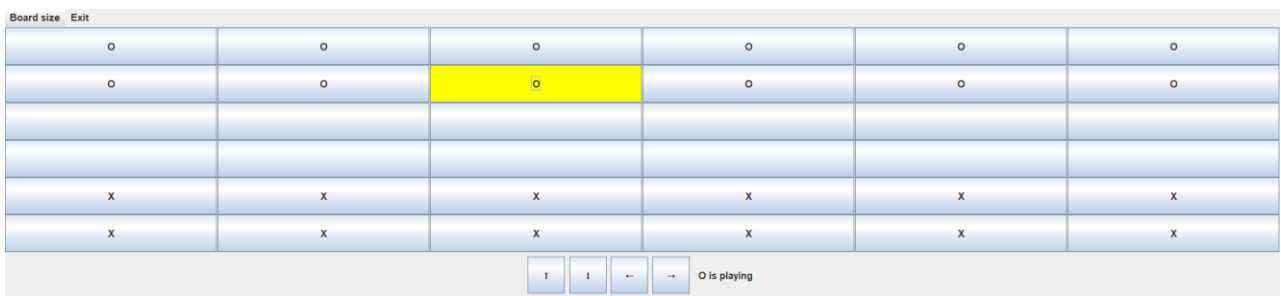 Board size Exit
O O O O O O
O O O O O O
X X X X X X
X X X X X X
↑ ↓ ← → O is playing